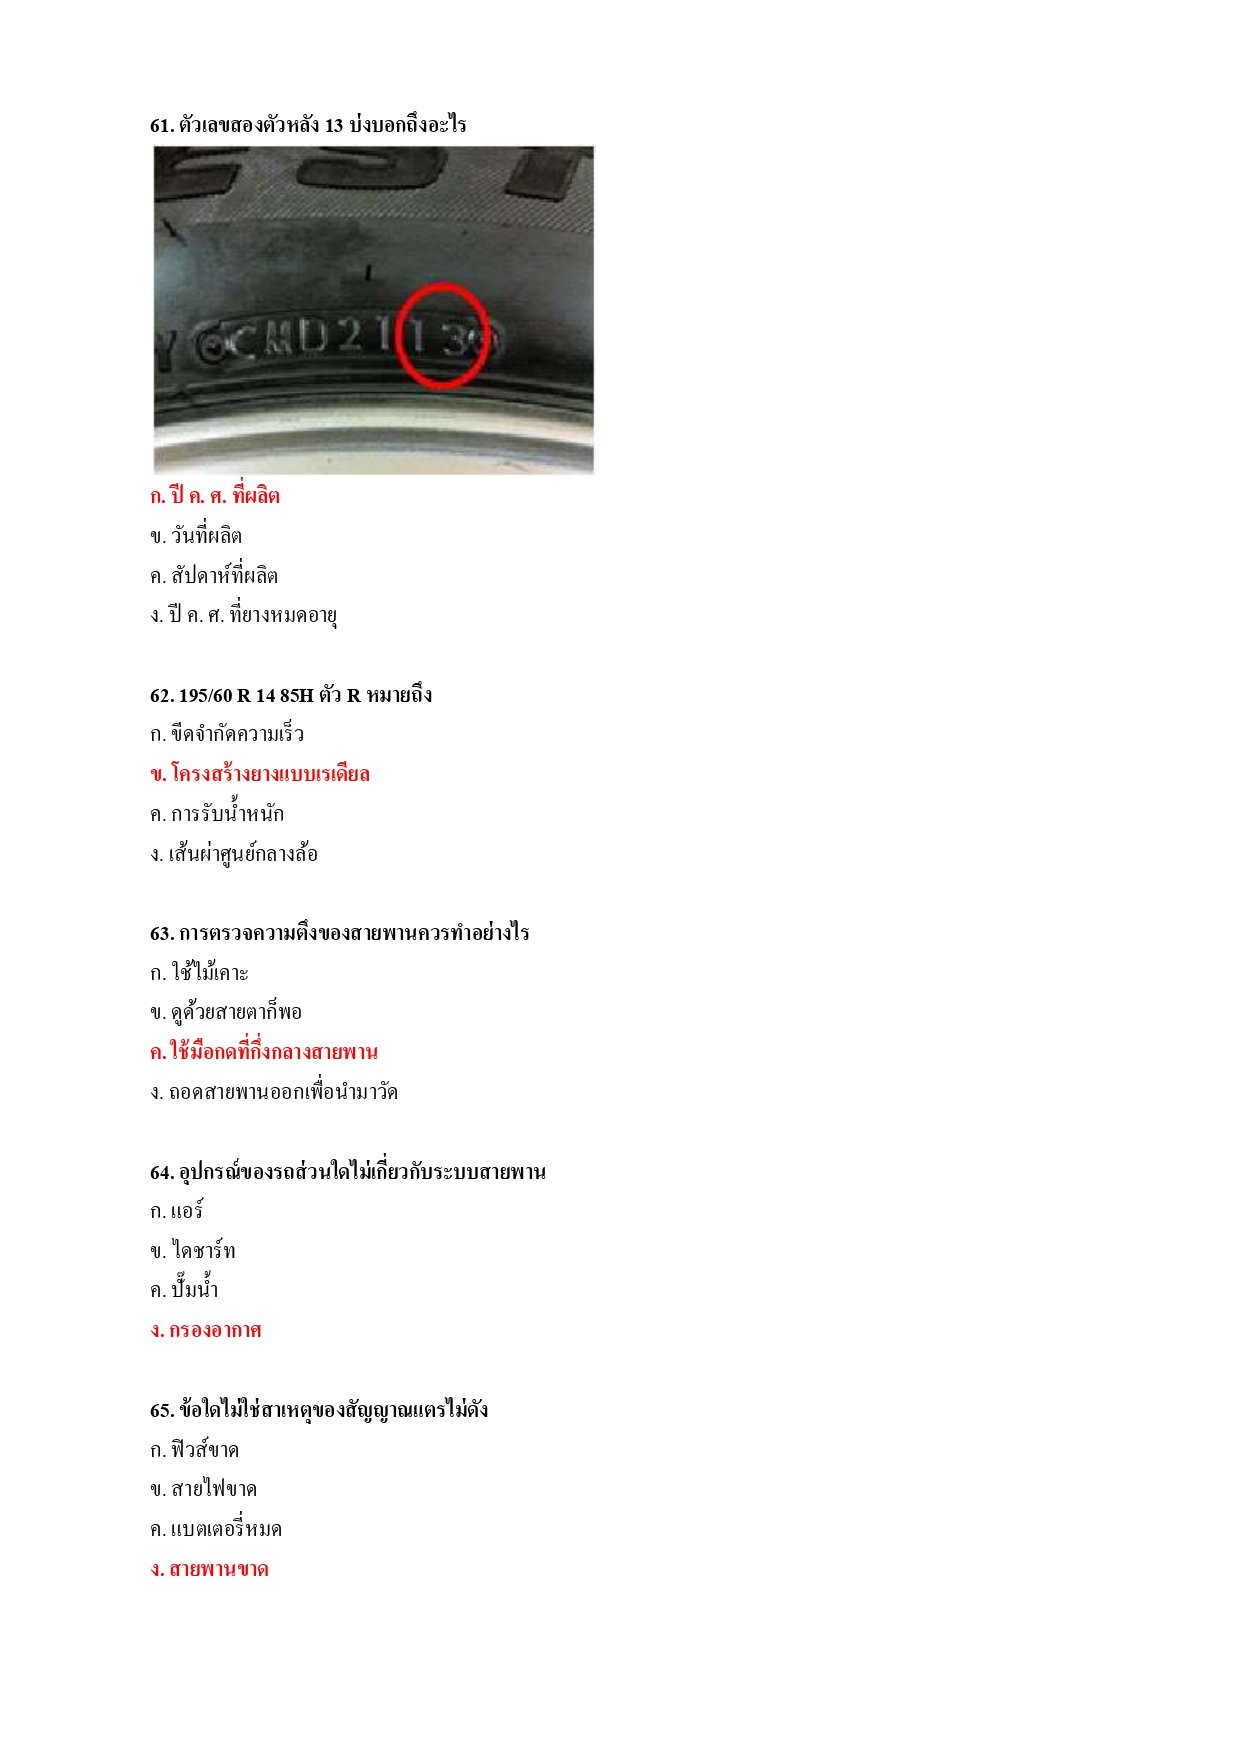 61. ตัวเลขสองตัวหลัง 13 บ่งบอกถึงอะไร
CMD2113
ก. ปี ค. ศ. ที่ผลิต
ข. วันที่ผลิต
ค. สัปดาห์ที่ผลิต
ง. ปี ค. ศ. ที่ยางหมดอายุ
62. 195/60 R 14 85H ตัว R หมายถึง
ก. ขีดจำกัดความเร็ว
ข. โครงสร้างยางแบบเรเดียล
ค. การรับน้ำหนัก
ง. เส้นผ่าศูนย์กลางล้อ
63. การตรวจความตึงของสายพานควรทำอย่างไร
ก. ใช้ไม้เคาะ
ข. ดูด้วยสายตาก็พอ
ค. ใช้มือกดที่กึ่งกลางสายพาน
ง. ถอดสายพานออกเพื่อนำมาวัด
64. อุปกรณ์ของรถส่วนใดไม่เกี่ยวกับระบบสายพาน
ก. แอร์
ข. ไดชาร์ท
ค. ปั๊มน้ำ
ง. กรองอากาศ
65. ข้อใดไม่ใช่สาเหตุของสัญญาณแตรไม่ดัง
ก. ฟิวส์ขาด
ข. สายไฟขาด
ค. แบตเตอรี่หมด
ง. สายพานขาด